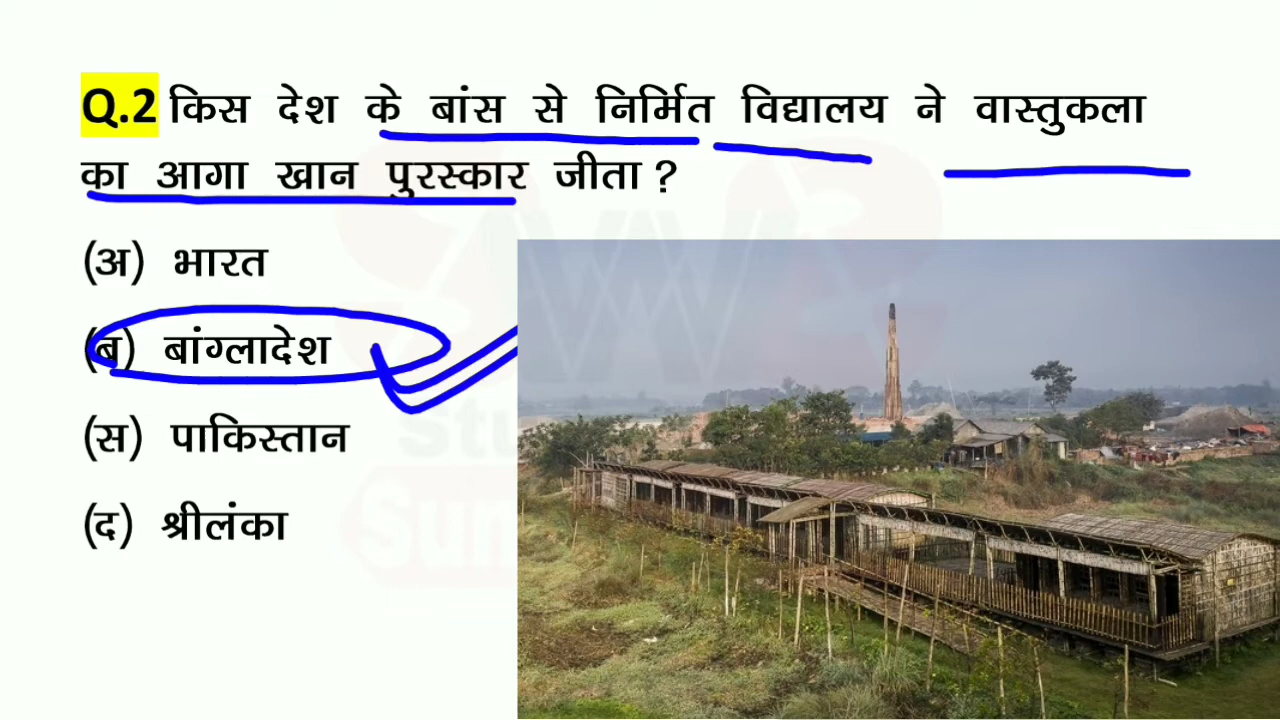 Q.2 किस देश के बांस से निर्मित विद्यालय ने वास्तुकला
का आगा खान पुरस्कार जीता ?
(अ) भारत
(ब) बांग्लादेश
(स) पाकिस्तान
(द) श्रीलंका